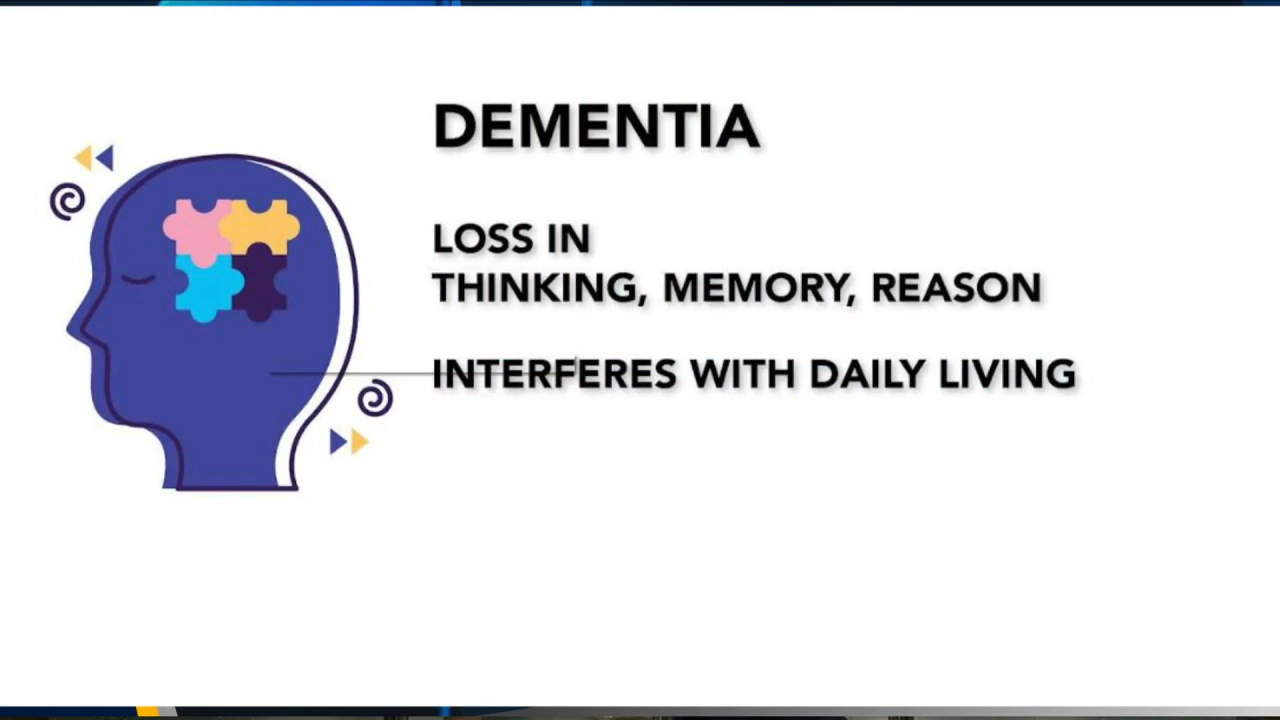 DEMENTIA
LOSS IN
THINKING, MEMORY, REASON
INTERFERES WITH DAILY LIVING